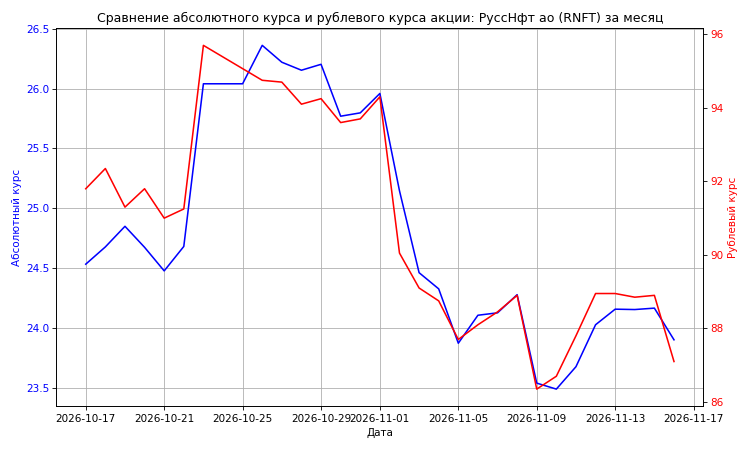 Сравнение абсолютного курса и рублевого курса акции: РуссНфт ао (RNFT) за месяц
26.5
26.0
25.5
25.0
24.5
24.0
23.5
Абсолютный курс
96
94
92
90
88
86
Рублевый курс
2026-10-17 2026-10-21 2026-10-25 2026-10-29 2026-11-01 2026-11-05 2026-11-09 2026-11-13 2026-11-17
Дата